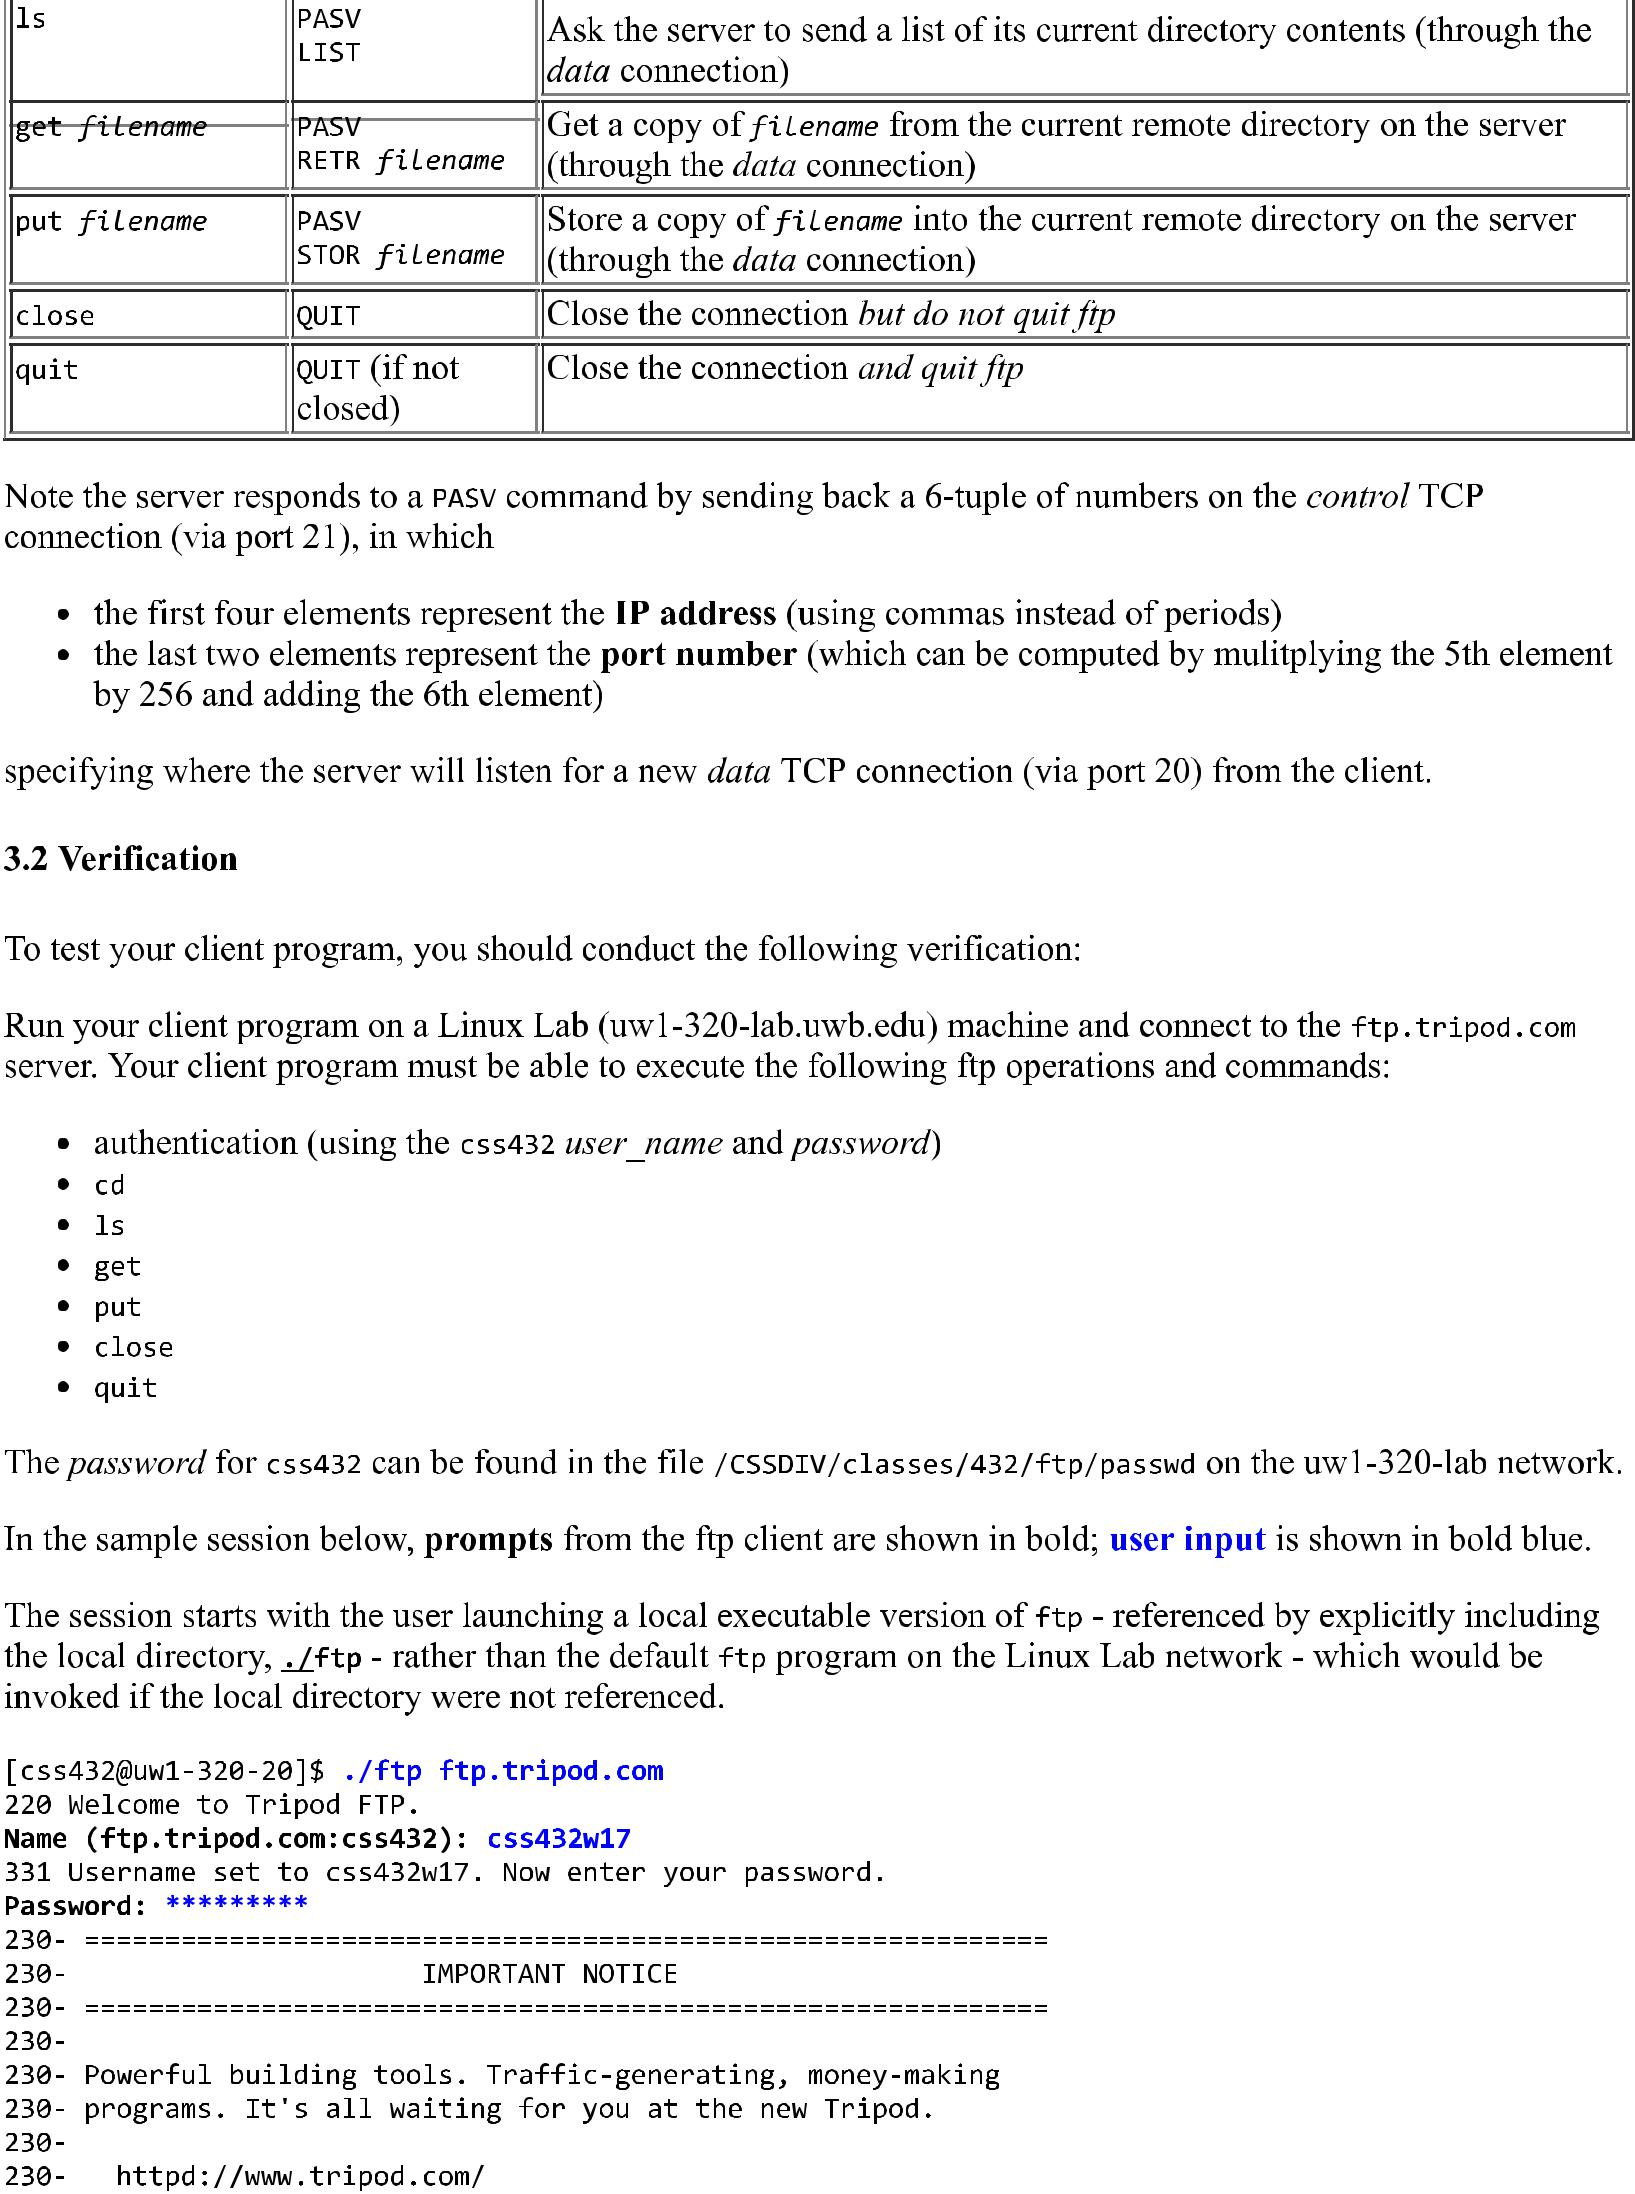 ls PASV Ask the server to send a list of its current directory contents (through the
LIST data connection)
get filename PASV Get a copy of filename from the current remote directory on the server
RETR filename (through the data connection)
put filename PASV Store a copy of filename into the current remote directory on the server
STOR filename (through the data connection)
close QUIT Close the connection but do not quit ftp
quit QUIT (if not Close the connection and quit ftp
closed)
Note the server responds to a PASV command by sending back a 6-tuple of numbers on the control TCP
connection (via port 21), in which
• the first four elements represent the IP address (using commas instead of periods)
• the last two elements represent the port number (which can be computed by mulitplying the 5th element
by 256 and adding the 6th element)
specifying where the server will listen for a new data TCP connection (via port 20) from the client.
3.2 Verification
To test your client program, you should conduct the following verification:
Run your client program on a Linux Lab (uw1-320-lab.uwb.edu) machine and connect to the ftp.tripod.com
server. Your client program must be able to execute the following ftp operations and commands:
• authentication (using the css432 user_name and password)
• cd
• ls
• get
• put
• close
• quit
The password for css432 can be found in the file /CSSDIV/classes/432/ftp/passwd on the uw1-320-lab network.
In the sample session below, prompts from the ftp client are shown in bold; user input is shown in bold blue.
The session starts with the user launching a local executable version of ftp - referenced by explicitly including
the local directory, ./ftp - rather than the default ftp program on the Linux Lab network - which would be
invoked if the local directory were not referenced.
[css432@uw1-320-20]$ ./ftp ftp.tripod.com
220 Welcome to Tripod FTP.
Name (ftp.tripod.com:css432): css432w17
331 Username set to css432w17. Now enter your password.
Password: *********
230- ============================================================
230-                      IMPORTANT NOTICE
230- ============================================================
230-
230- Powerful building tools. Traffic-generating, money-making
230- programs. It's all waiting for you at the new Tripod.
230-
230-   httpd://www.tripod.com/